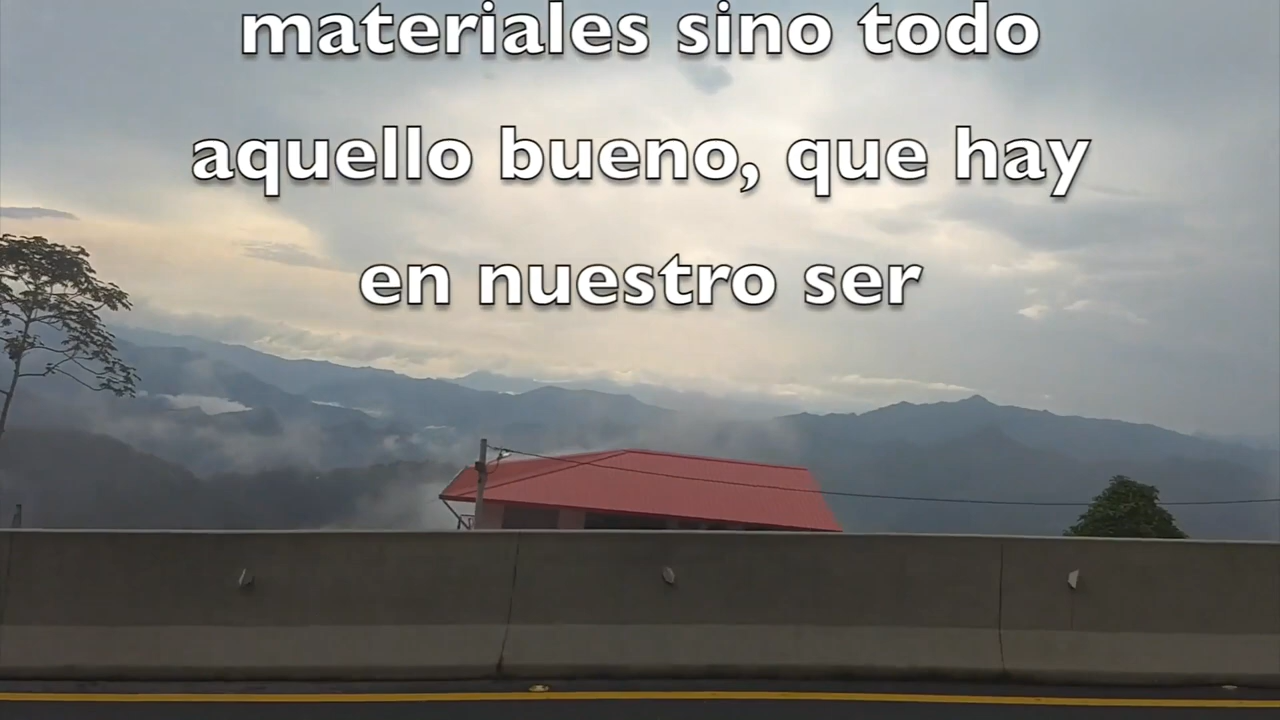 materiales sino todo
aquello bueno, que hay
en nuestro ser